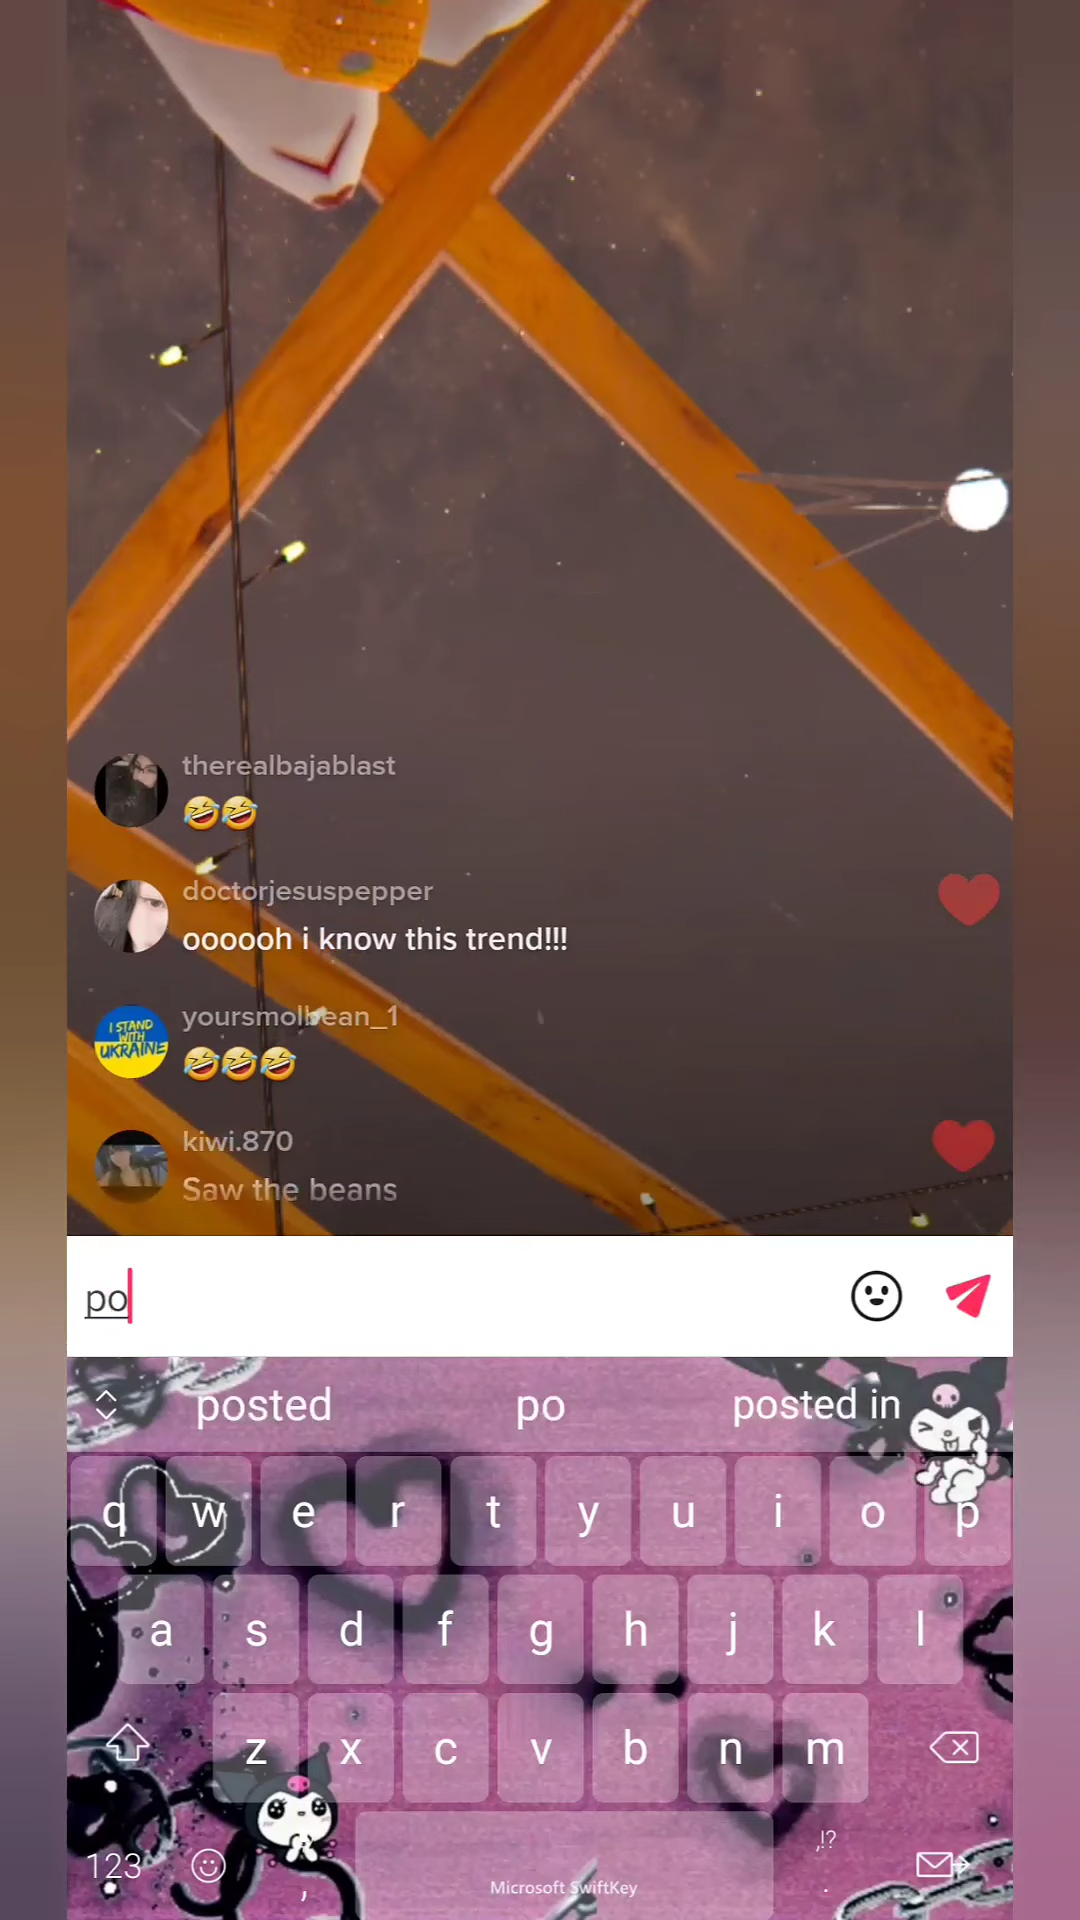 therealbajablast
🤣🤣
doctorjesuspepper
oooooh i know this trend!!!
I STAND
WITH
UKRAINE
yoursmolbean_1
🤣🤣🤣
kiwi.870
Saw the beans
po
posted po posted in
q w e r t y u i o p
a s d f g h j k l
z x c v b n m
,!?
123 , Microsoft SwiftKey .